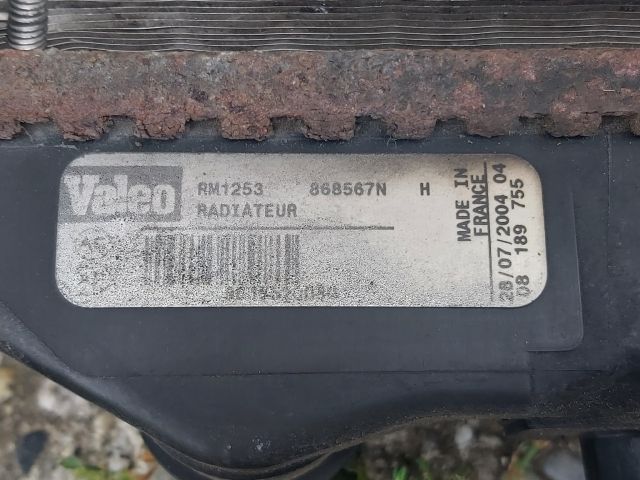 Valeo
RM1253 868567N H
RADIATEUR
MADE IN
FRANCE
28/07/2004 04
08 189 755